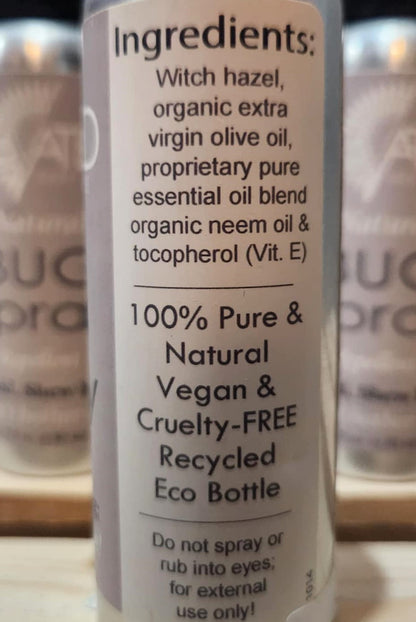 Ingredients:
Witch hazel,
organic extra
virgin olive oil,
proprietary pure
essential oil blend
organic neem oil &
tocopherol (Vit. E)
100% Pure &
Natural
Vegan &
Cruelty-FREE
Recycled
Eco Bottle
Do not spray or
rub into eyes;
for external
use only!